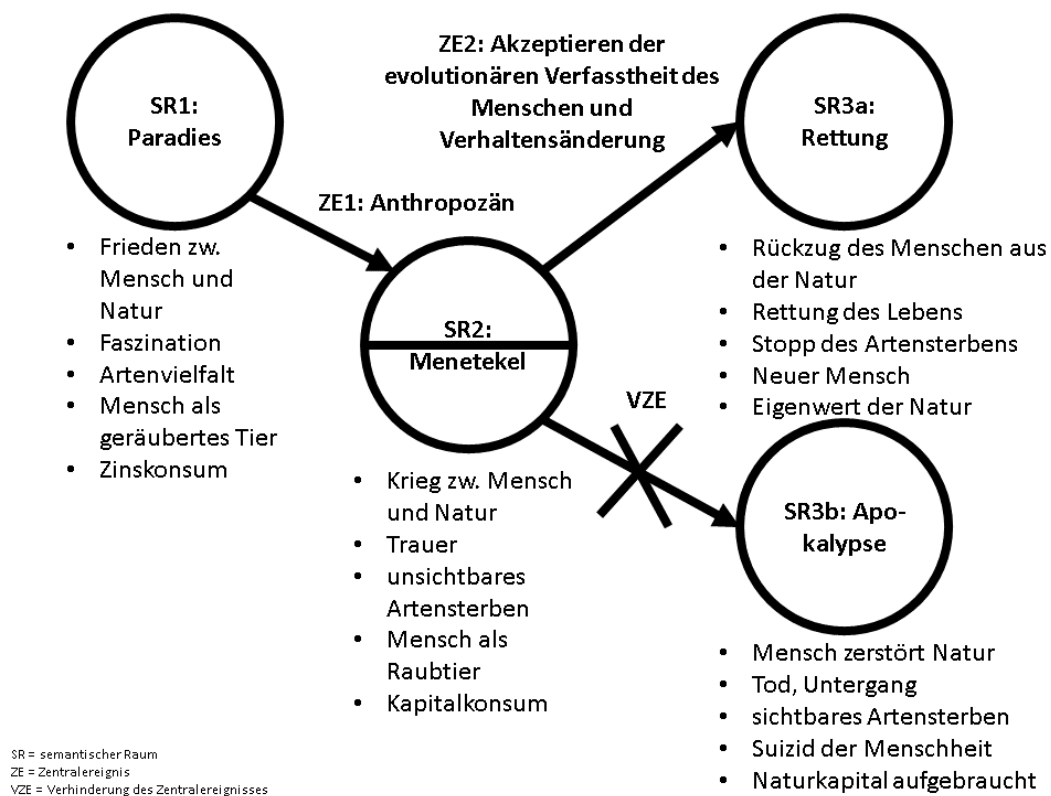 SR1:
Paradies
ZE2: Akzeptieren der
evolutionären Verfasstheit des
Menschen und
Verhaltensänderung
SR3a:
Rettung
ZE1: Anthropozän
• Frieden zw.
Mensch und
Natur
• Faszination
• Artenvielfalt
• Mensch als
geräubertes Tier
• Zinskonsum
SR2:
Menetekel
• Krieg zw. Mensch
und Natur
• Trauer
• unsichtbares
Artensterben
• Mensch als
Raubtier
• Kapitalkonsum
• Rückzug des Menschen aus
der Natur
• Rettung des Lebens
• Stopp des Artensterbens
• Neuer Mensch
• Eigenwert der Natur
VZE
SR3b: Apo-
kalypse
• Mensch zerstört Natur
• Tod, Untergang
• sichtbares Artensterben
• Suizid der Menschheit
• Naturkapital aufgebraucht
SR = semantischer Raum
ZE = Zentralereignis
VZE = Verhinderung des Zentralereignisses